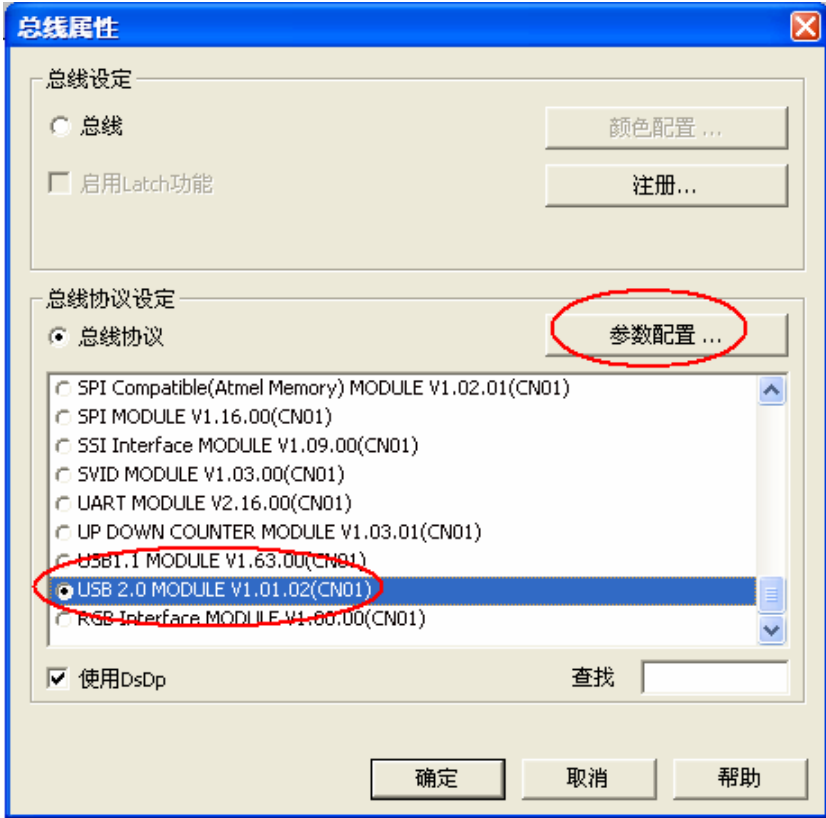 总线属性
总线设定
总线
颜色配置 ...
启用Latch功能
注册...
总线协议设定
总线协议
参数配置 ...
SPI Compatible(Atmel Memory) MODULE V1.02.01(CN01)
SPI MODULE V1.16.00(CN01)
SSI Interface MODULE V1.09.00(CN01)
SVID MODULE V1.03.00(CN01)
UART MODULE V2.16.00(CN01)
UP DOWN COUNTER MODULE V1.03.01(CN01)
USB1.1 MODULE V1.63.00(CN01)
USB 2.0 MODULE V1.01.02(CN01)
RGB Interface MODULE V1.00.00(CN01)
使用DsDp
查找
确定
取消
帮助